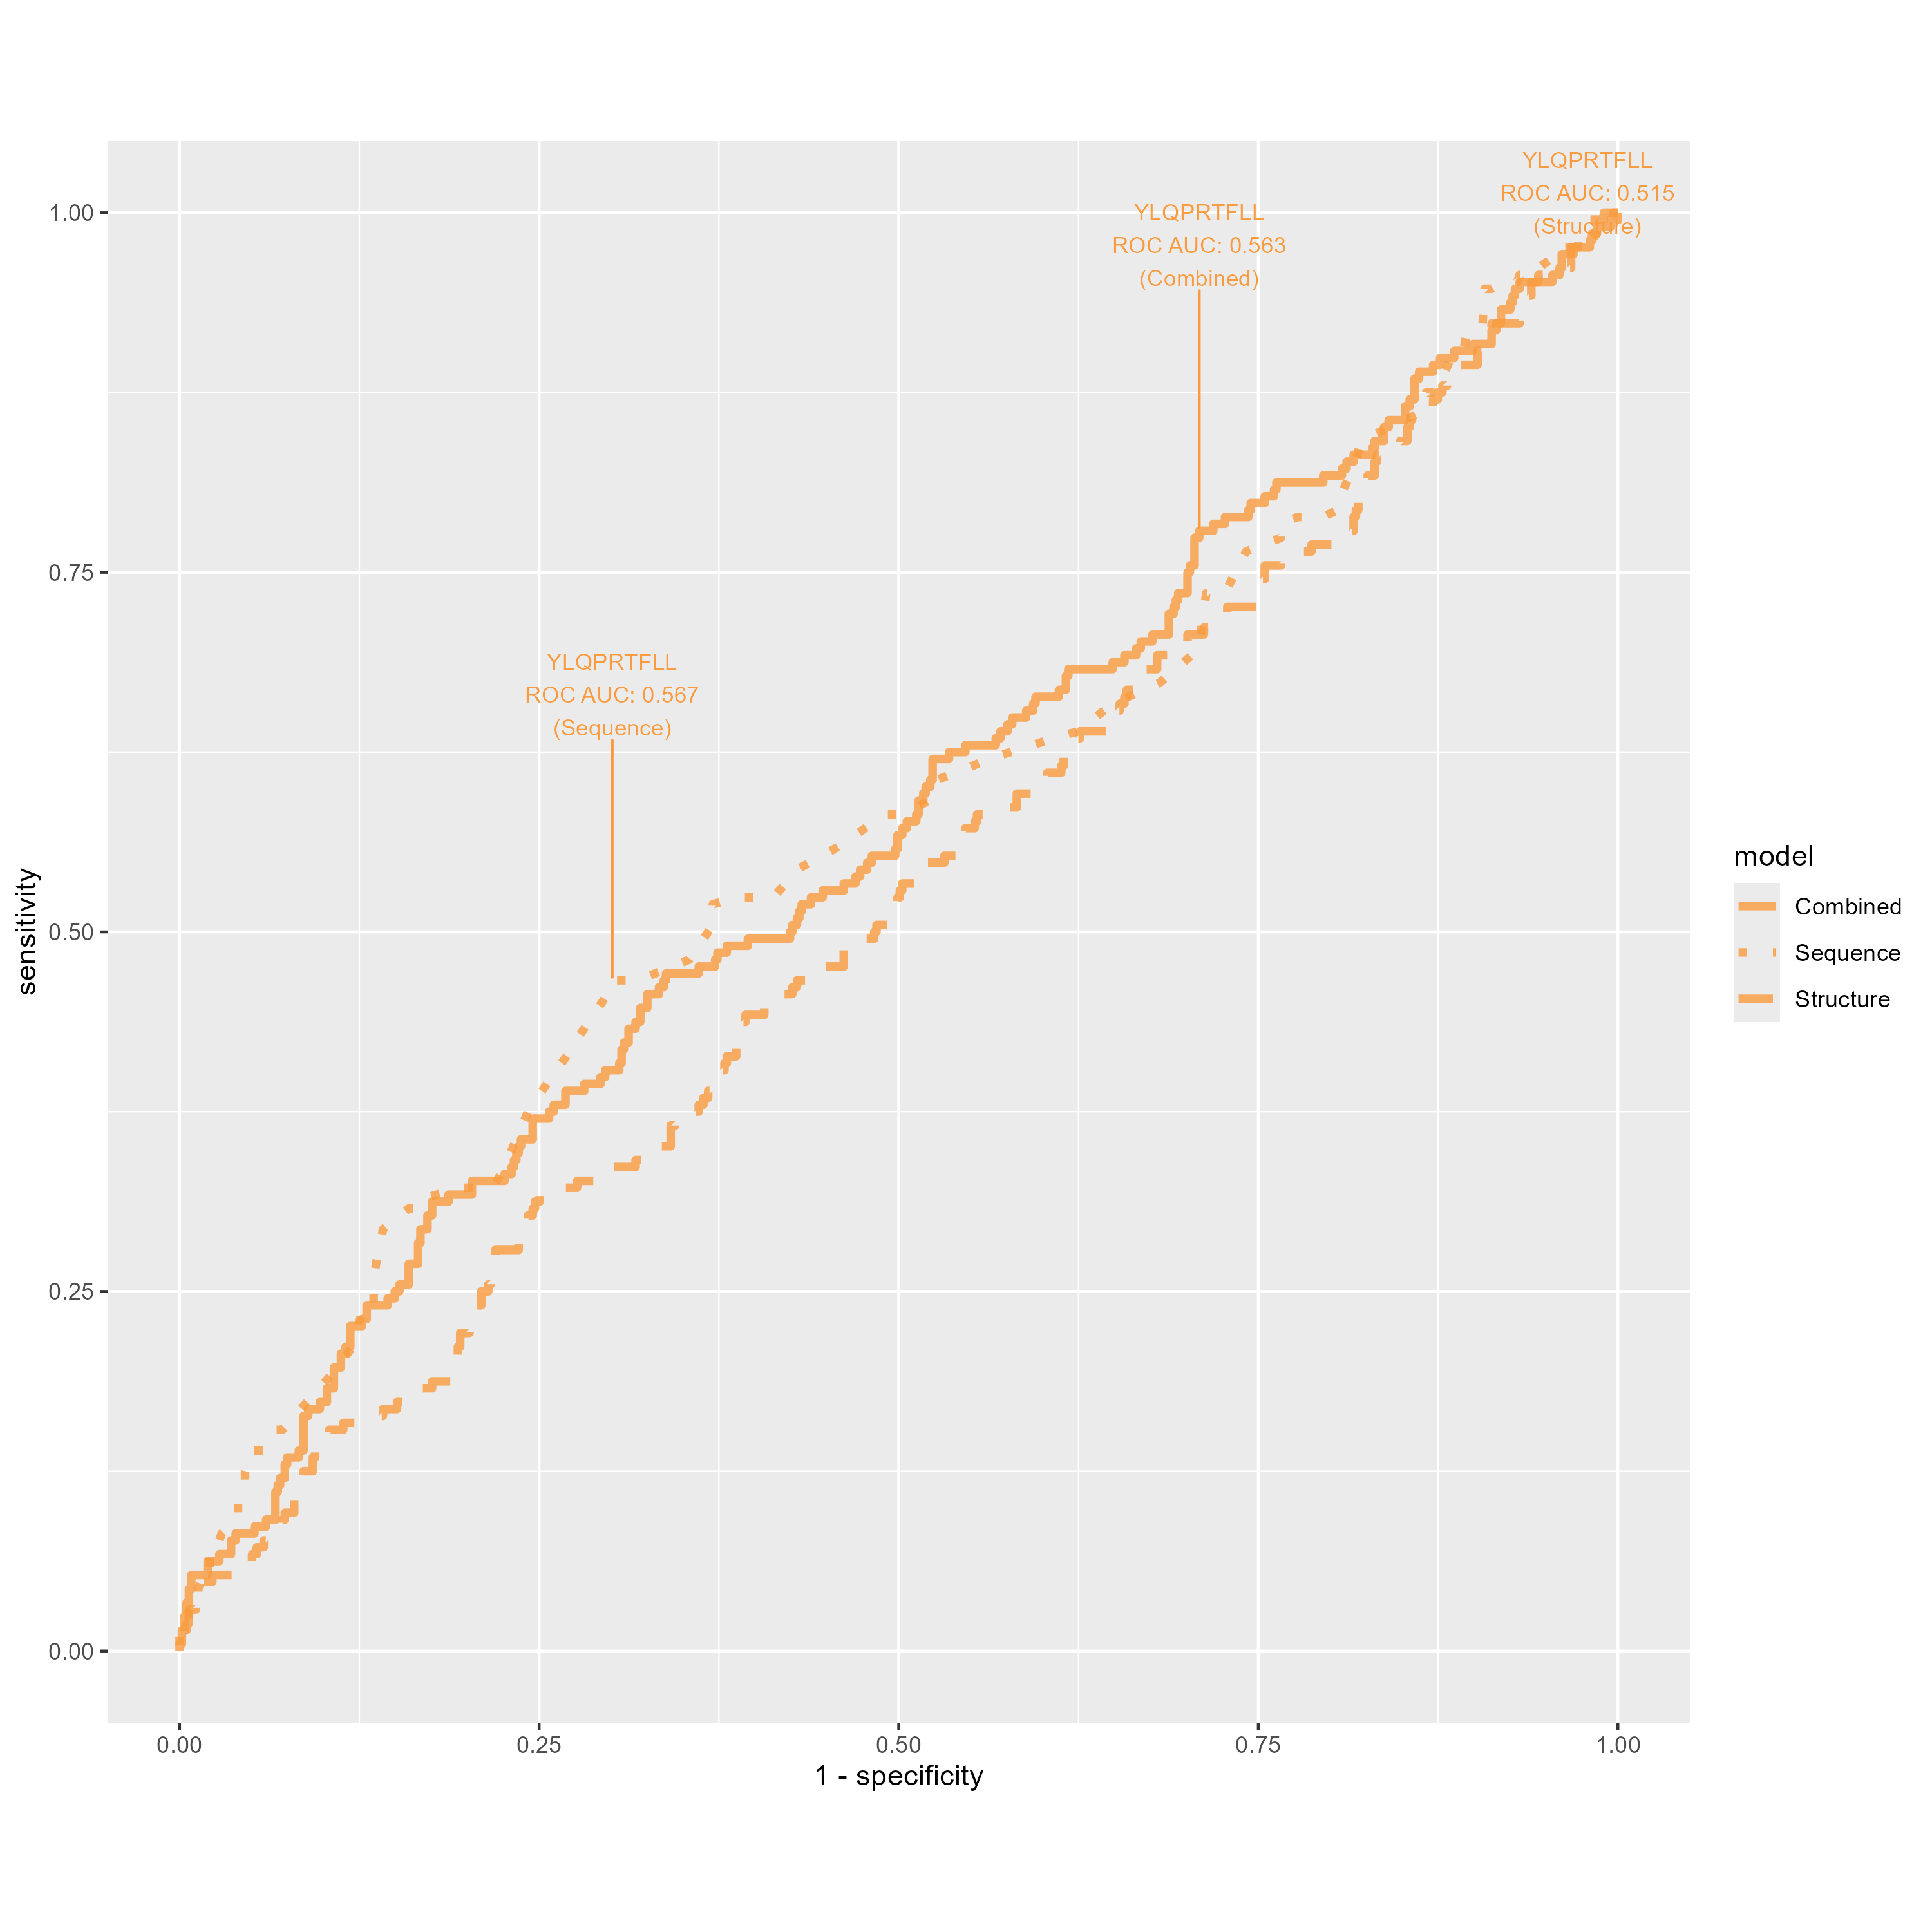 YLQPRTFLL
ROC AUC: 0.515
(Structure)
YLQPRTFLL
ROC AUC: 0.563
(Combined)
YLQPRTFLL
ROC AUC: 0.567
(Sequence)
1.00
0.75
0.50
0.25
0.00
sensitivity
0.00
0.25
0.50
0.75
1.00
1 - specificity
model
Combined
Sequence
Structure